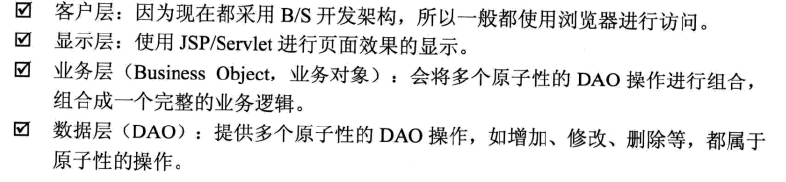 ☑ 客户层：因为现在都采用 B/S 开发架构，所以一般都使用浏览器进行访问。
☑ 显示层：使用 JSP/Servlet 进行页面效果的显示。
☑ 业务层（Business Object，业务对象）：会将多个原子性的 DAO 操作进行组合，
组合成一个完整的业务逻辑。
☑ 数据层（DAO）：提供多个原子性的 DAO 操作，如增加、修改、删除等，都属于
原子性的操作。